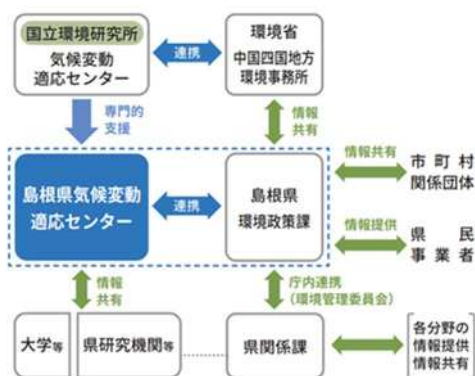 国立環境研究所
気候変動
適応センター
連携
環境省
中国四国地方
環境事務所
専門的
支援
情報
共有
島根県気候変動
適応センター
連携
島根県
環境政策課
情報共有
市町村
関係団体
情報提供
県民
事業者
情報
共有
庁内連携
(環境管理委員会)
大学等
県研究機関等
県関係課
各分野の
情報提供
情報共有